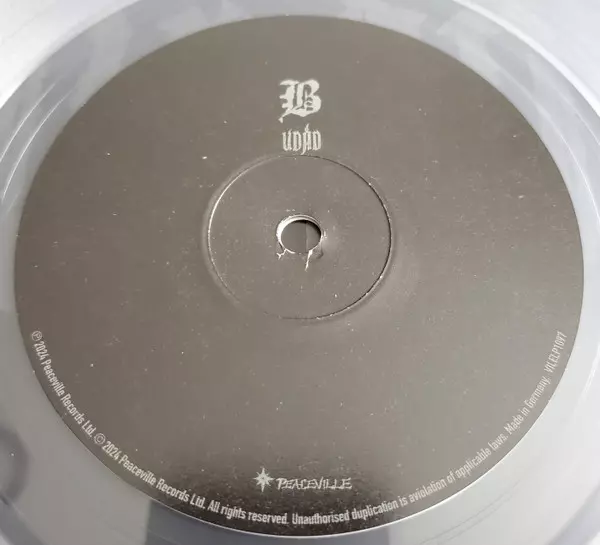 B
UDÅD
PEACEVILLE
℗ 2024 Peaceville Records Ltd. © 2024 Peaceville Records Ltd. All rights reserved. Unauthorised duplication is a violation of applicable laws. Made in Germany. VILELP1097